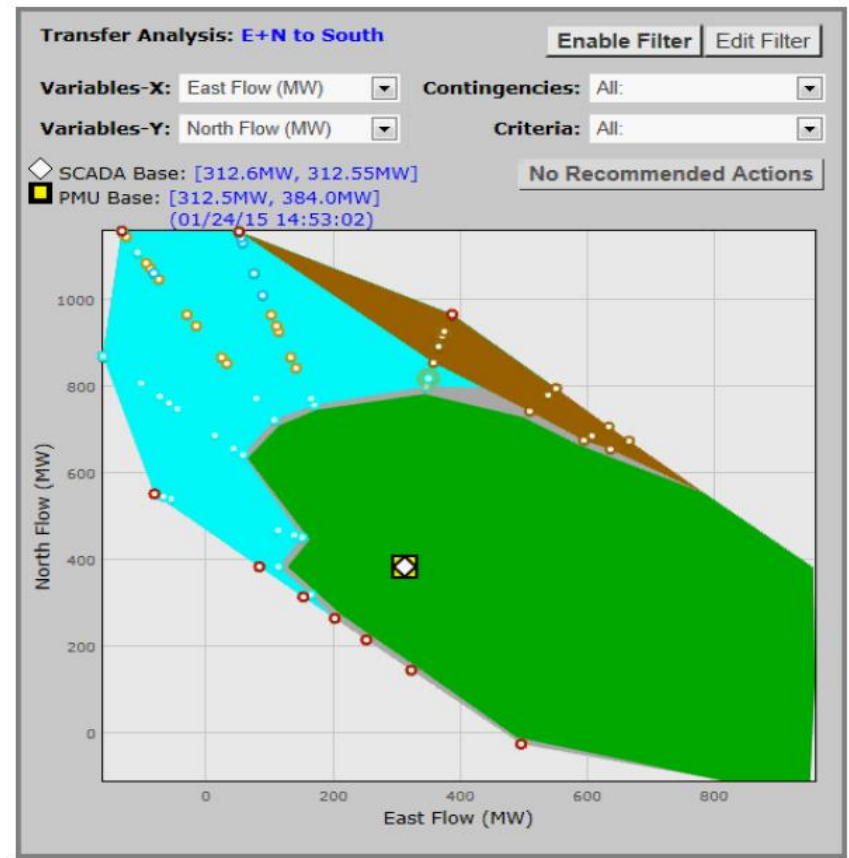 Transfer Analysis: E+N to South
Enable Filter Edit Filter
Variables-X: East Flow (MW) Contingencies: All:
Variables-Y: North Flow (MW) Criteria: All:
SCADA Base: [312.6MW, 312.55MW] No Recommended Actions
PMU Base: [312.5MW, 384.0MW]
(01/24/15 14:53:02)
1000
800
600
400
200
0
North Flow (MW)
0 200 400 600 800
East Flow (MW)